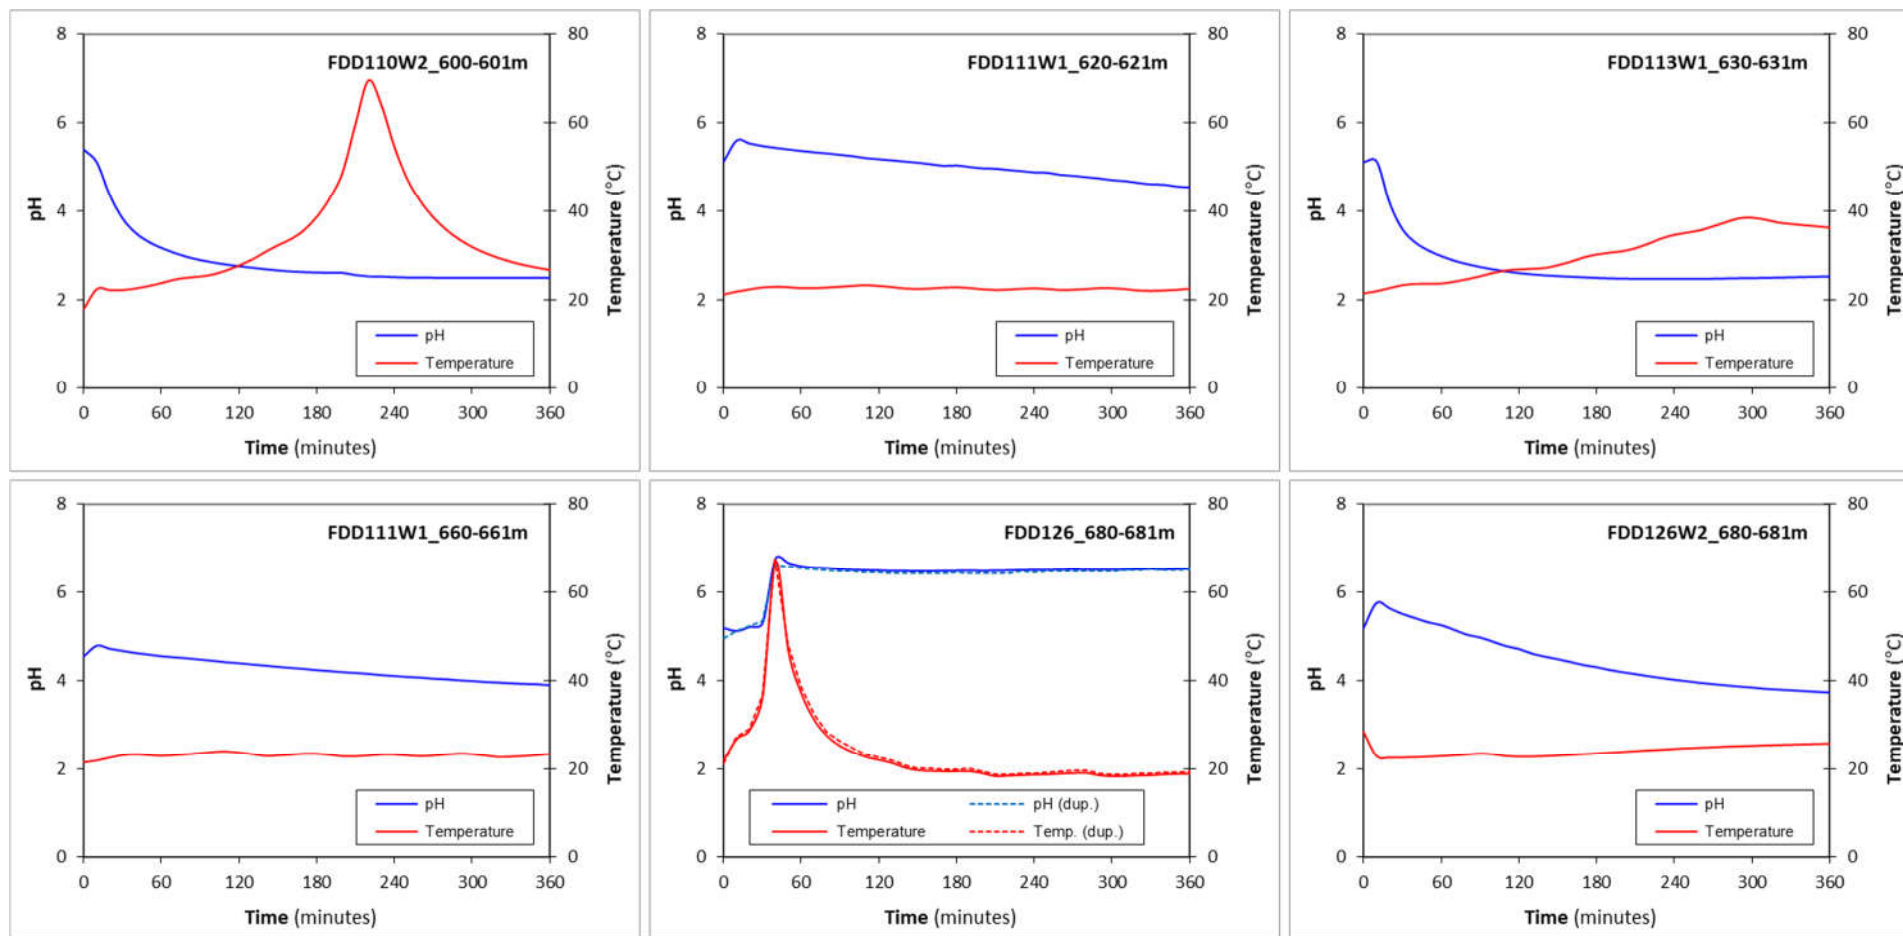 FDD110W2_600-601m
8
6
4
2
0
80
60
40
20
0
pH
Temperature (°C)
pH
Temperature
0 60 120 180 240 300 360
Time (minutes)
FDD111W1_620-621m
8
6
4
2
0
80
60
40
20
0
pH
Temperature (°C)
pH
Temperature
0 60 120 180 240 300 360
Time (minutes)
FDD113W1_630-631m
8
6
4
2
0
80
60
40
20
0
pH
Temperature (°C)
pH
Temperature
0 60 120 180 240 300 360
Time (minutes)
FDD111W1_660-661m
8
6
4
2
0
80
60
40
20
0
pH
Temperature (°C)
pH
Temperature
0 60 120 180 240 300 360
Time (minutes)
FDD126_680-681m
8
6
4
2
0
80
60
40
20
0
pH
Temperature (°C)
pH pH (dup.)
Temperature Temp. (dup.)
0 60 120 180 240 300 360
Time (minutes)
FDD126W2_680-681m
8
6
4
2
0
80
60
40
20
0
pH
Temperature (°C)
pH
Temperature
0 60 120 180 240 300 360
Time (minutes)